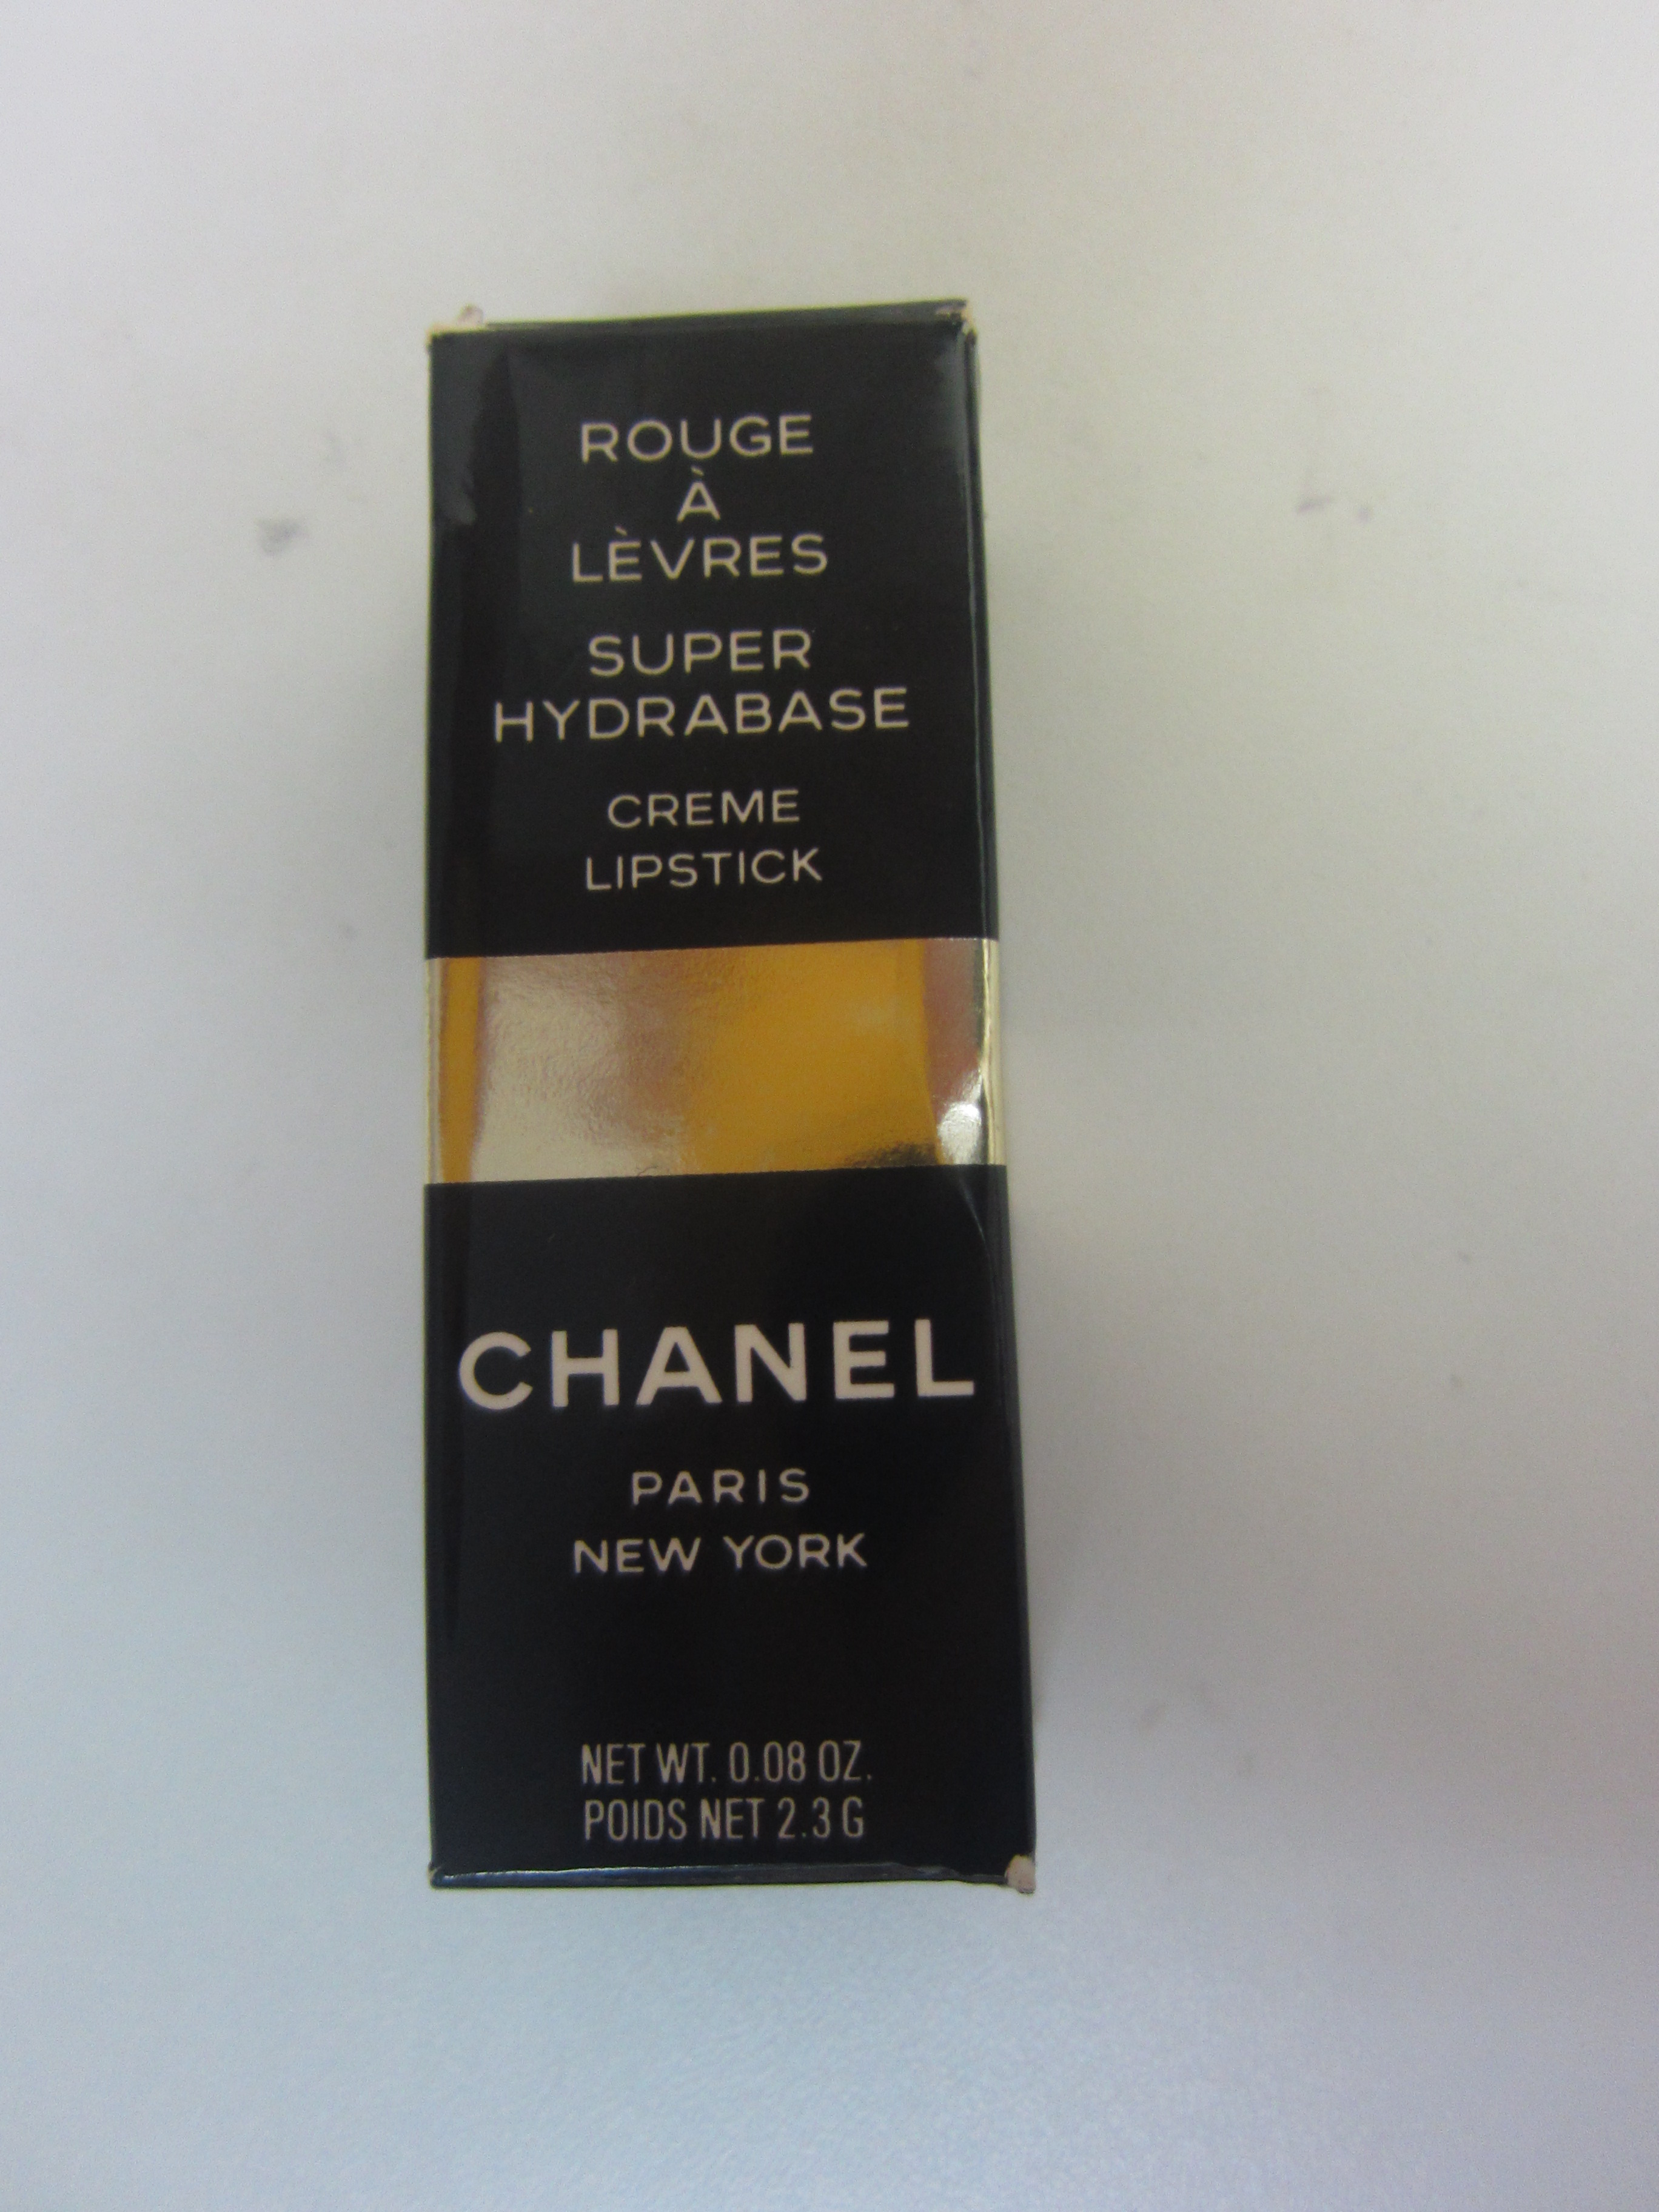 ROUGE
À
LÈVRES
SUPER
HYDRABASE
CREME
LIPSTICK
CHANEL
PARIS
NEW YORK
NET WT. 0.08 OZ.
POIDS NET 2.3 G